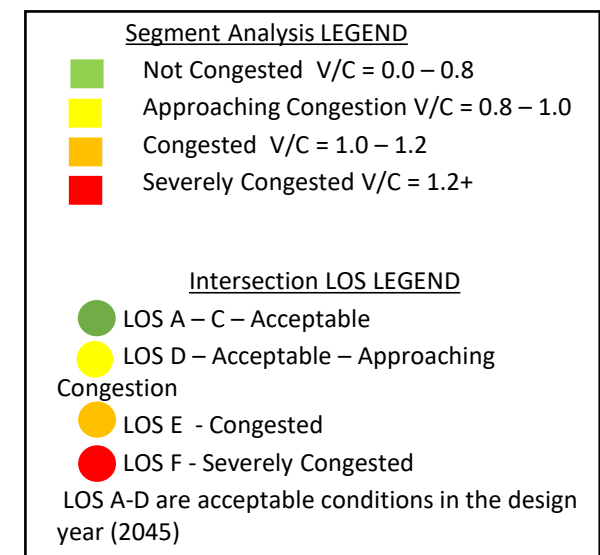 Segment Analysis LEGEND
Not Congested  V/C = 0.0 – 0.8
Approaching Congestion V/C = 0.8 – 1.0
Congested  V/C = 1.0 – 1.2
Severely Congested V/C = 1.2+
Intersection LOS LEGEND
LOS A – C – Acceptable
LOS D – Acceptable – Approaching
Congestion
LOS E  - Congested
LOS F - Severely Congested
LOS A-D are acceptable conditions in the design
year (2045)